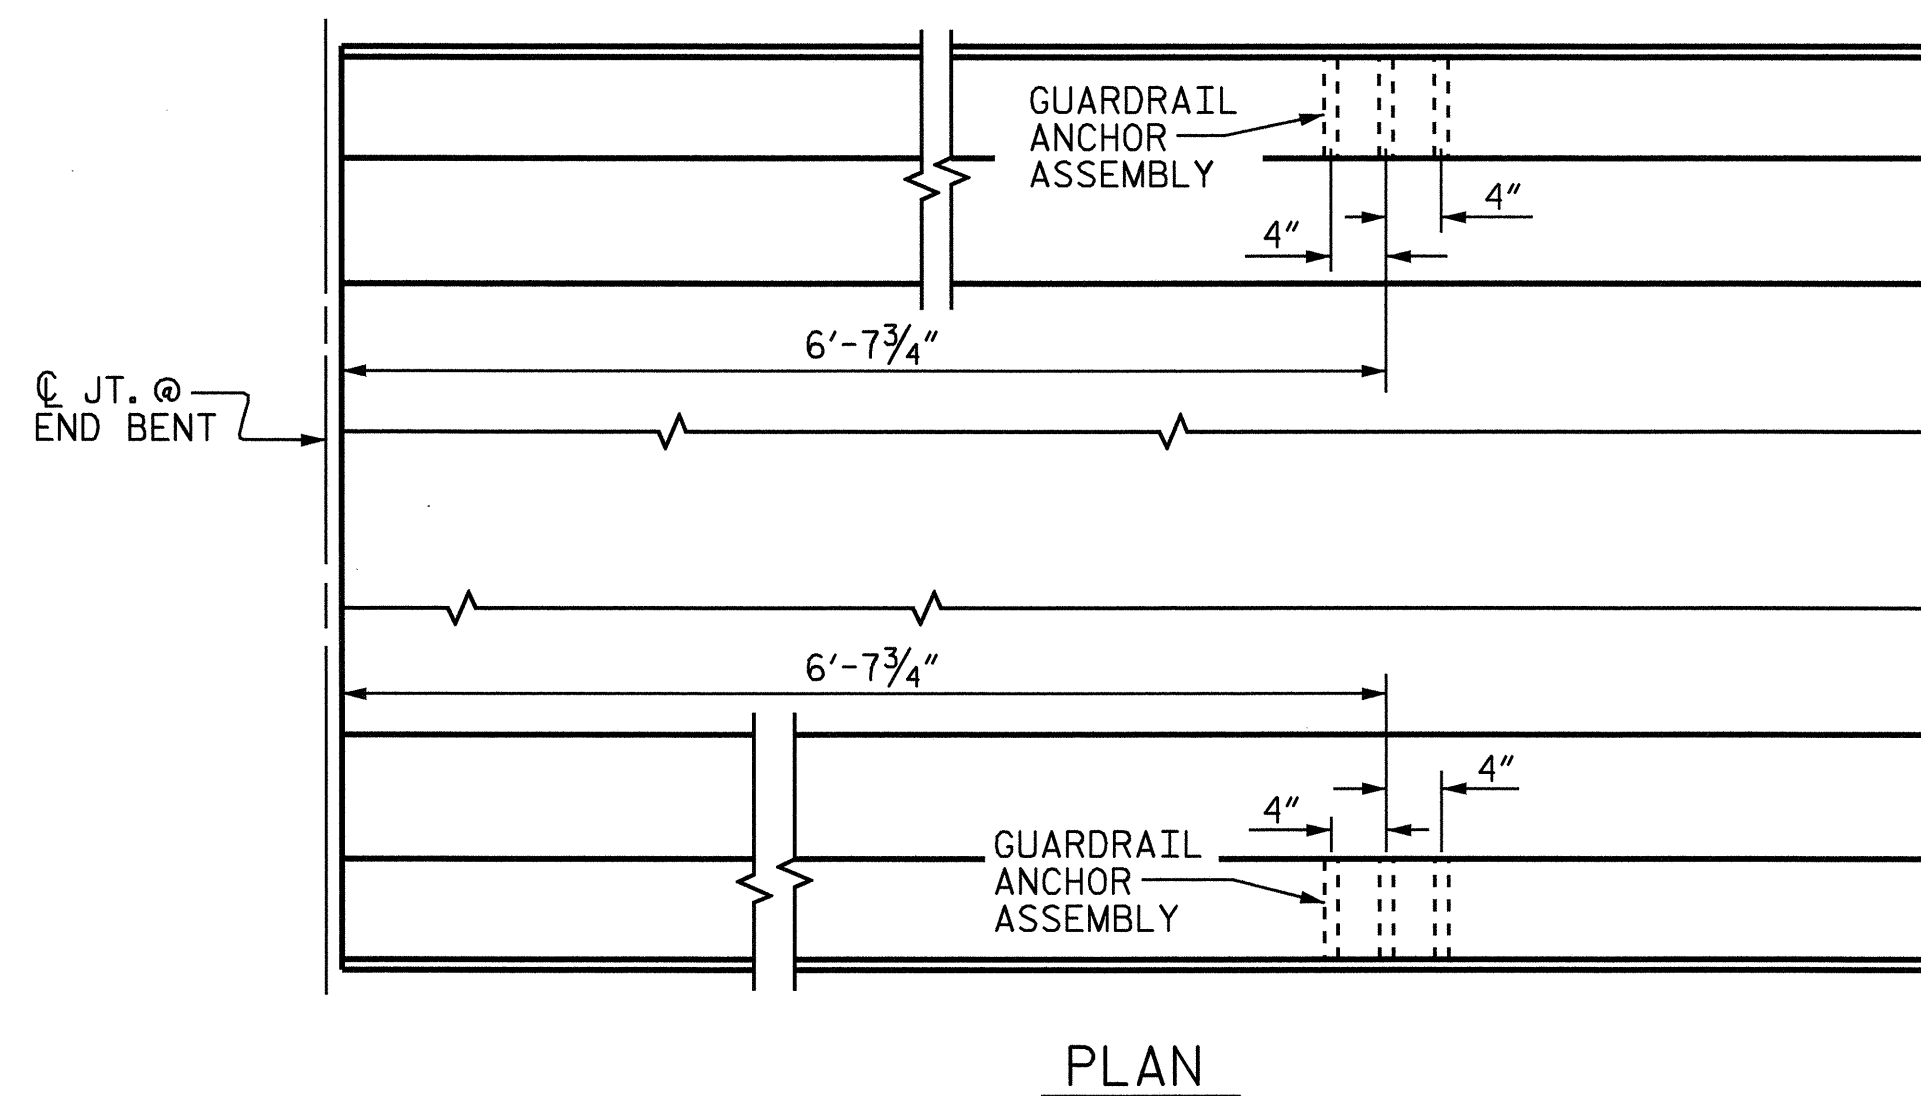 GUARDRAIL
ANCHOR
ASSEMBLY
4″
4″
6′-7¾″
℄ JT. @
END BENT
6′-7¾″
4″
4″
GUARDRAIL
ANCHOR
ASSEMBLY
PLAN